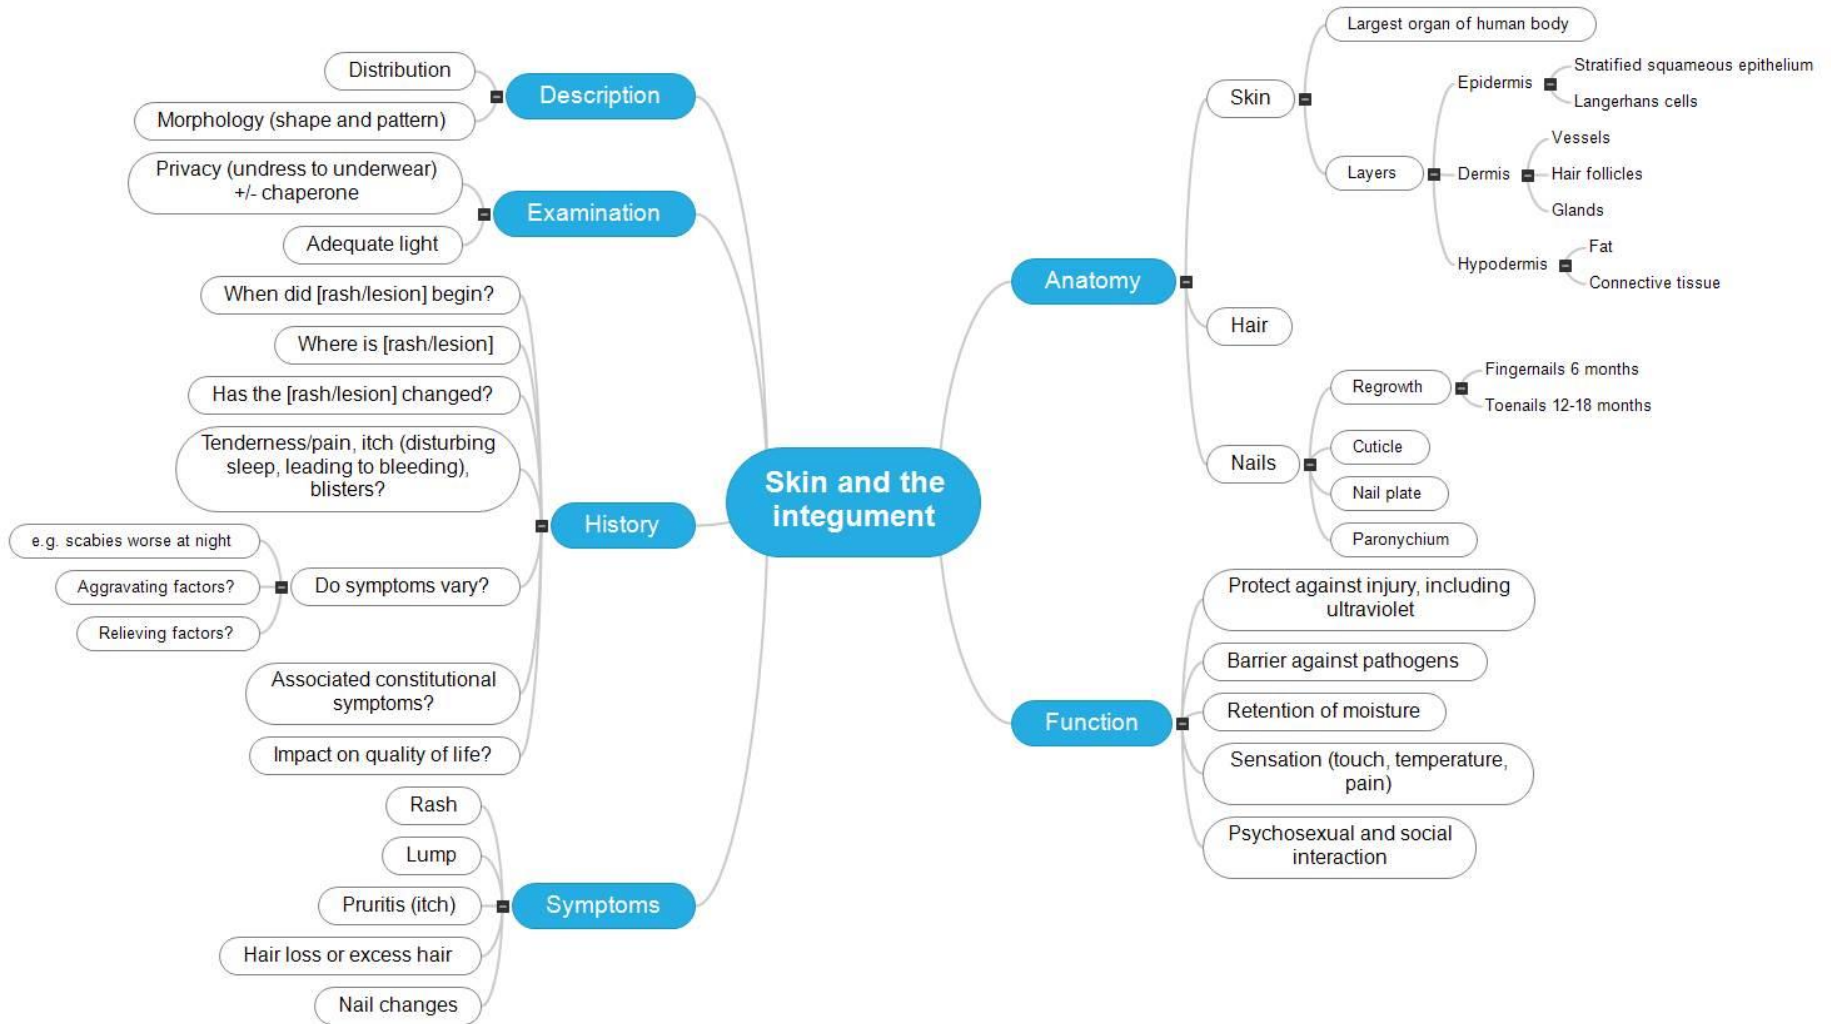 Skin and the
integument
Description
Distribution
Morphology (shape and pattern)
Examination
Privacy (undress to underwear)
+/- chaperone
Adequate light
History
When did [rash/lesion] begin?
Where is [rash/lesion]
Has the [rash/lesion] changed?
Tenderness/pain, itch (disturbing
sleep, leading to bleeding),
blisters?
Do symptoms vary?
e.g. scabies worse at night
Aggravating factors?
Relieving factors?
Associated constitutional
symptoms?
Impact on quality of life?
Symptoms
Rash
Lump
Pruritis (itch)
Hair loss or excess hair
Nail changes
Anatomy
Skin
Largest organ of human body
Layers
Epidermis
Stratified squameous epithelium
Langerhans cells
Dermis
Vessels
Hair follicles
Glands
Hypodermis
Fat
Connective tissue
Hair
Nails
Regrowth
Fingernails 6 months
Toenails 12-18 months
Cuticle
Nail plate
Paronychium
Function
Protect against injury, including
ultraviolet
Barrier against pathogens
Retention of moisture
Sensation (touch, temperature,
pain)
Psychosexual and social
interaction